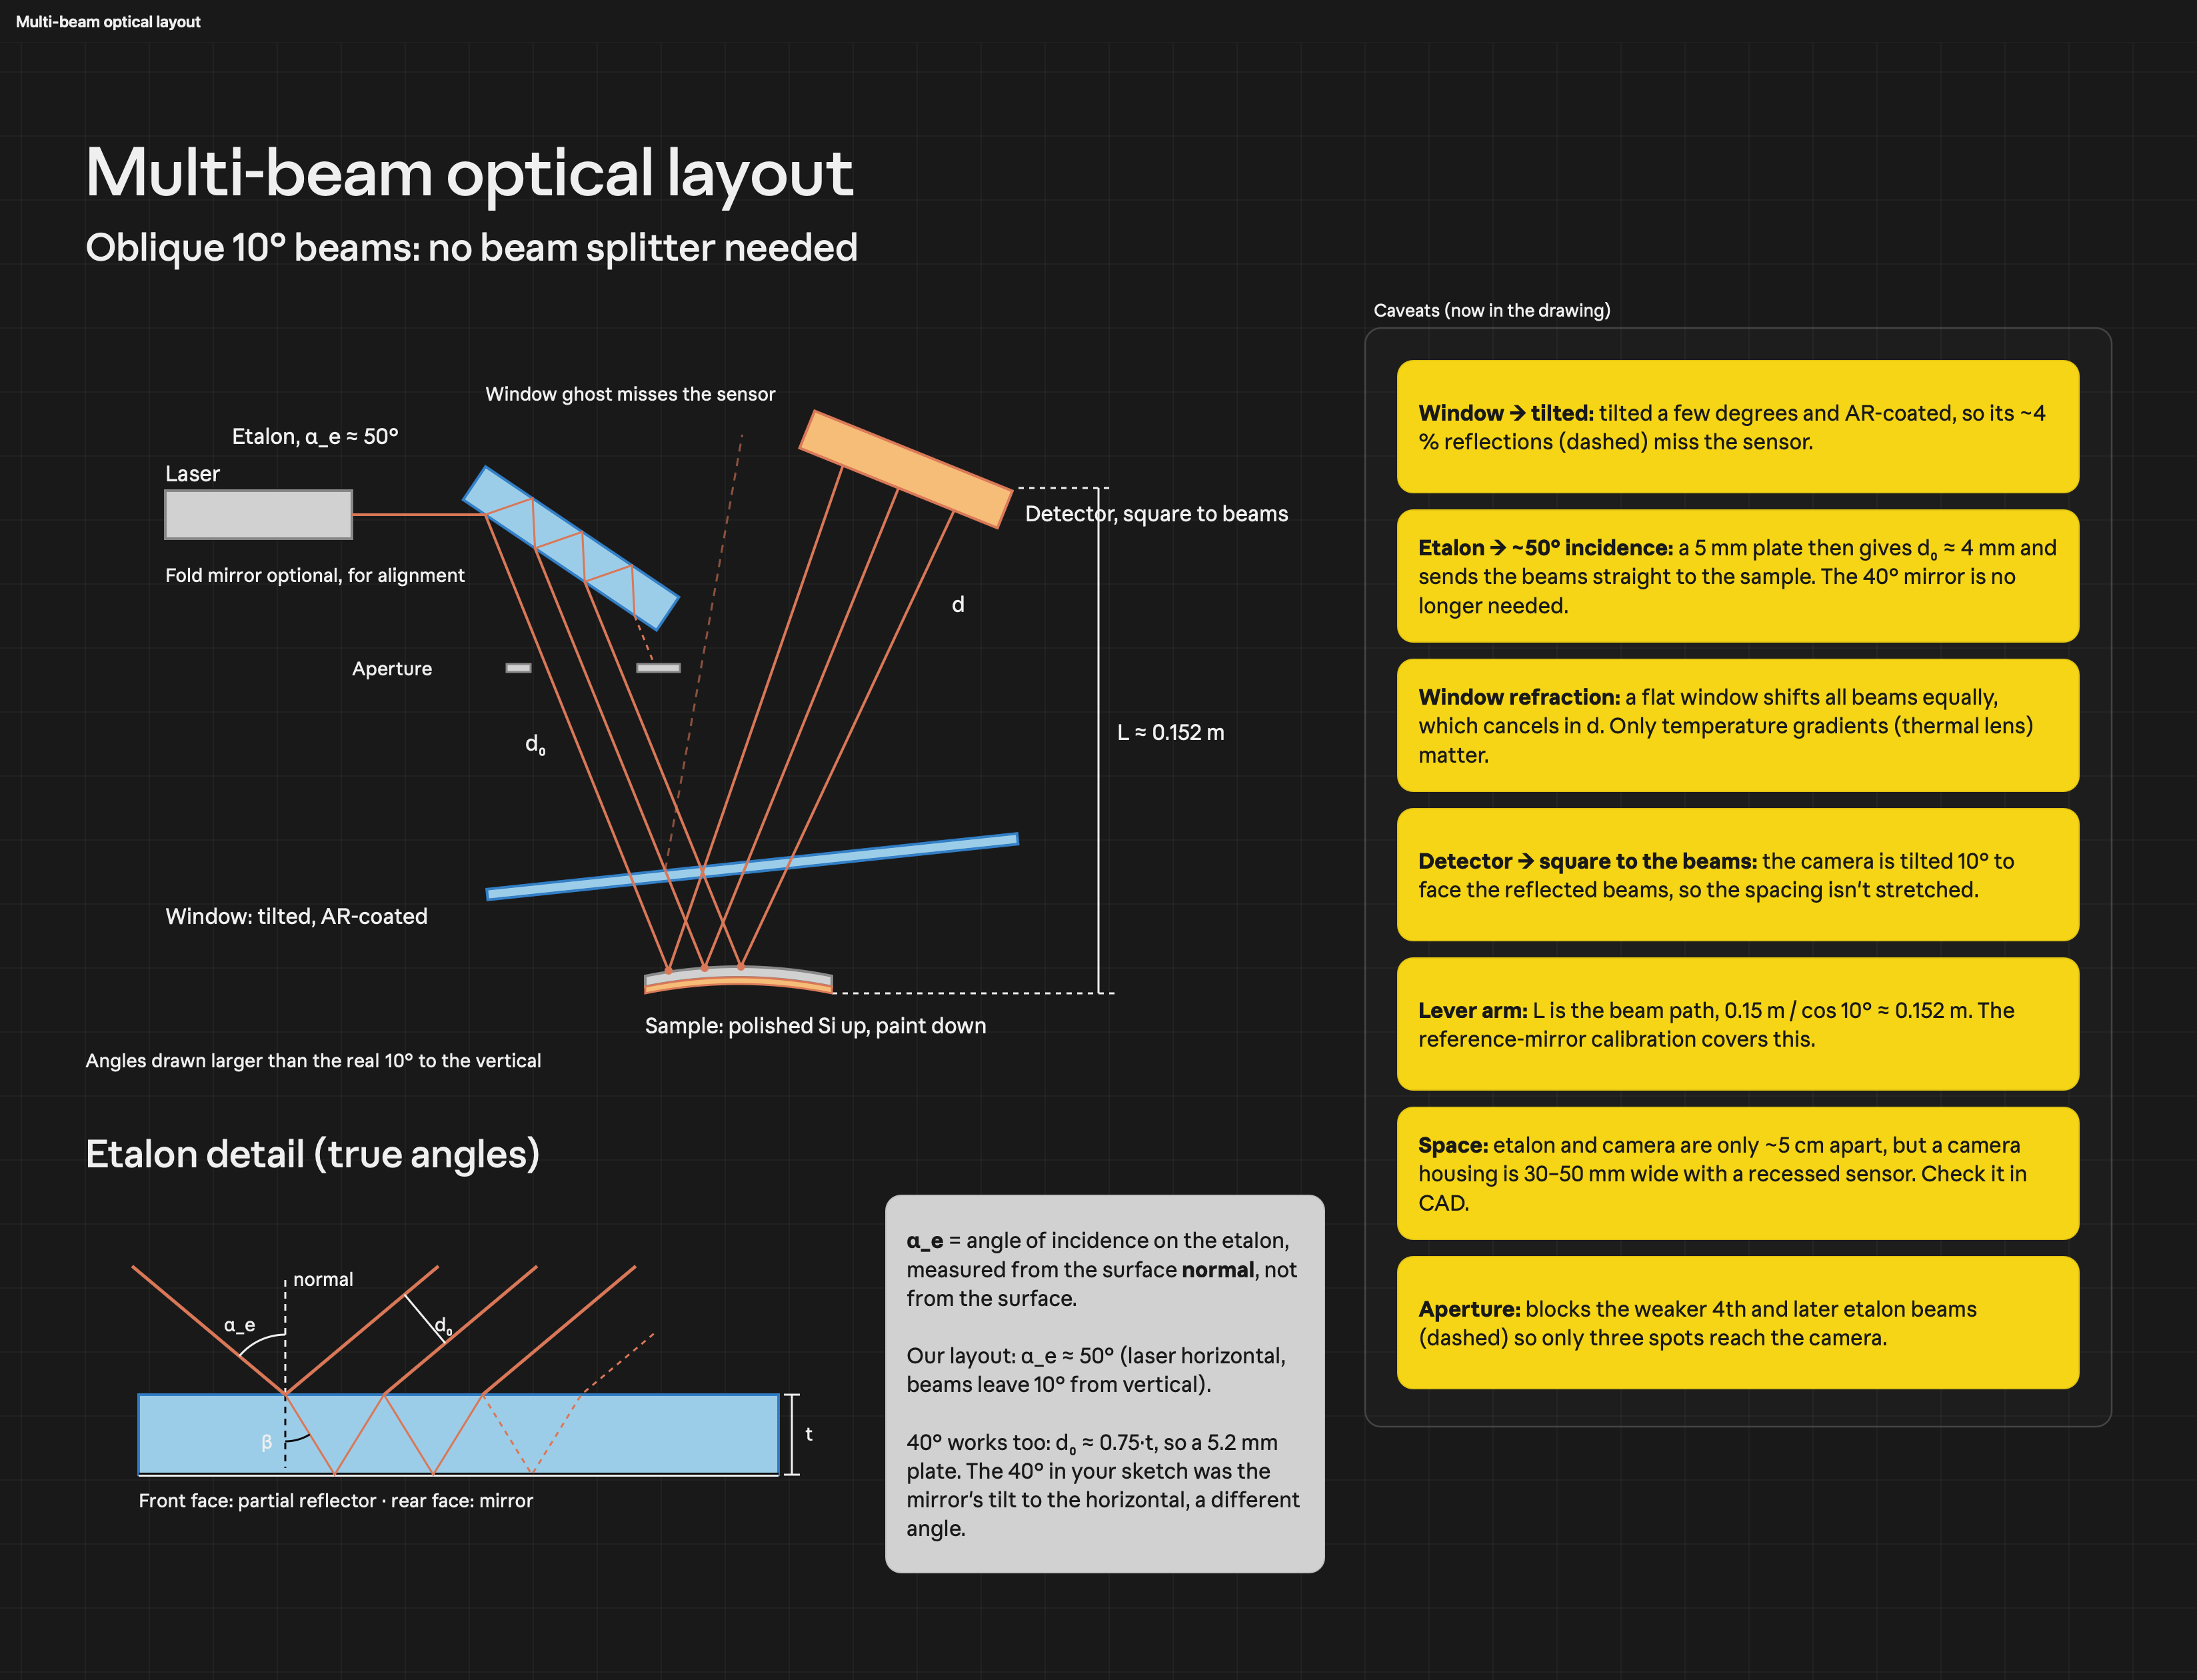 Multi-beam optical layout
Multi-beam optical layout
Oblique 10° beams: no beam splitter needed
Window ghost misses the sensor
Etalon, α_e ≈ 50°
Laser
Detector, square to beams
Fold mirror optional, for alignment
d
Aperture
d₀
L ≈ 0.152 m
Window: tilted, AR-coated
Sample: polished Si up, paint down
Angles drawn larger than the real 10° to the vertical
Etalon detail (true angles)
normal
α_e
d₀
β
t
Front face: partial reflector · rear face: mirror
α_e = angle of incidence on the etalon,
measured from the surface normal, not
from the surface.
Our layout: α_e ≈ 50° (laser horizontal,
beams leave 10° from vertical).
40° works too: d₀ ≈ 0.75·t, so a 5.2 mm
plate. The 40° in your sketch was the
mirror's tilt to the horizontal, a different
angle.
Caveats (now in the drawing)
Window → tilted: tilted a few degrees and AR-coated, so its ~4
% reflections (dashed) miss the sensor.
Etalon → ~50° incidence: a 5 mm plate then gives d₀ ≈ 4 mm and
sends the beams straight to the sample. The 40° mirror is no
longer needed.
Window refraction: a flat window shifts all beams equally,
which cancels in d. Only temperature gradients (thermal lens)
matter.
Detector → square to the beams: the camera is tilted 10° to
face the reflected beams, so the spacing isn't stretched.
Lever arm: L is the beam path, 0.15 m / cos 10° ≈ 0.152 m. The
reference-mirror calibration covers this.
Space: etalon and camera are only ~5 cm apart, but a camera
housing is 30–50 mm wide with a recessed sensor. Check it in
CAD.
Aperture: blocks the weaker 4th and later etalon beams
(dashed) so only three spots reach the camera.